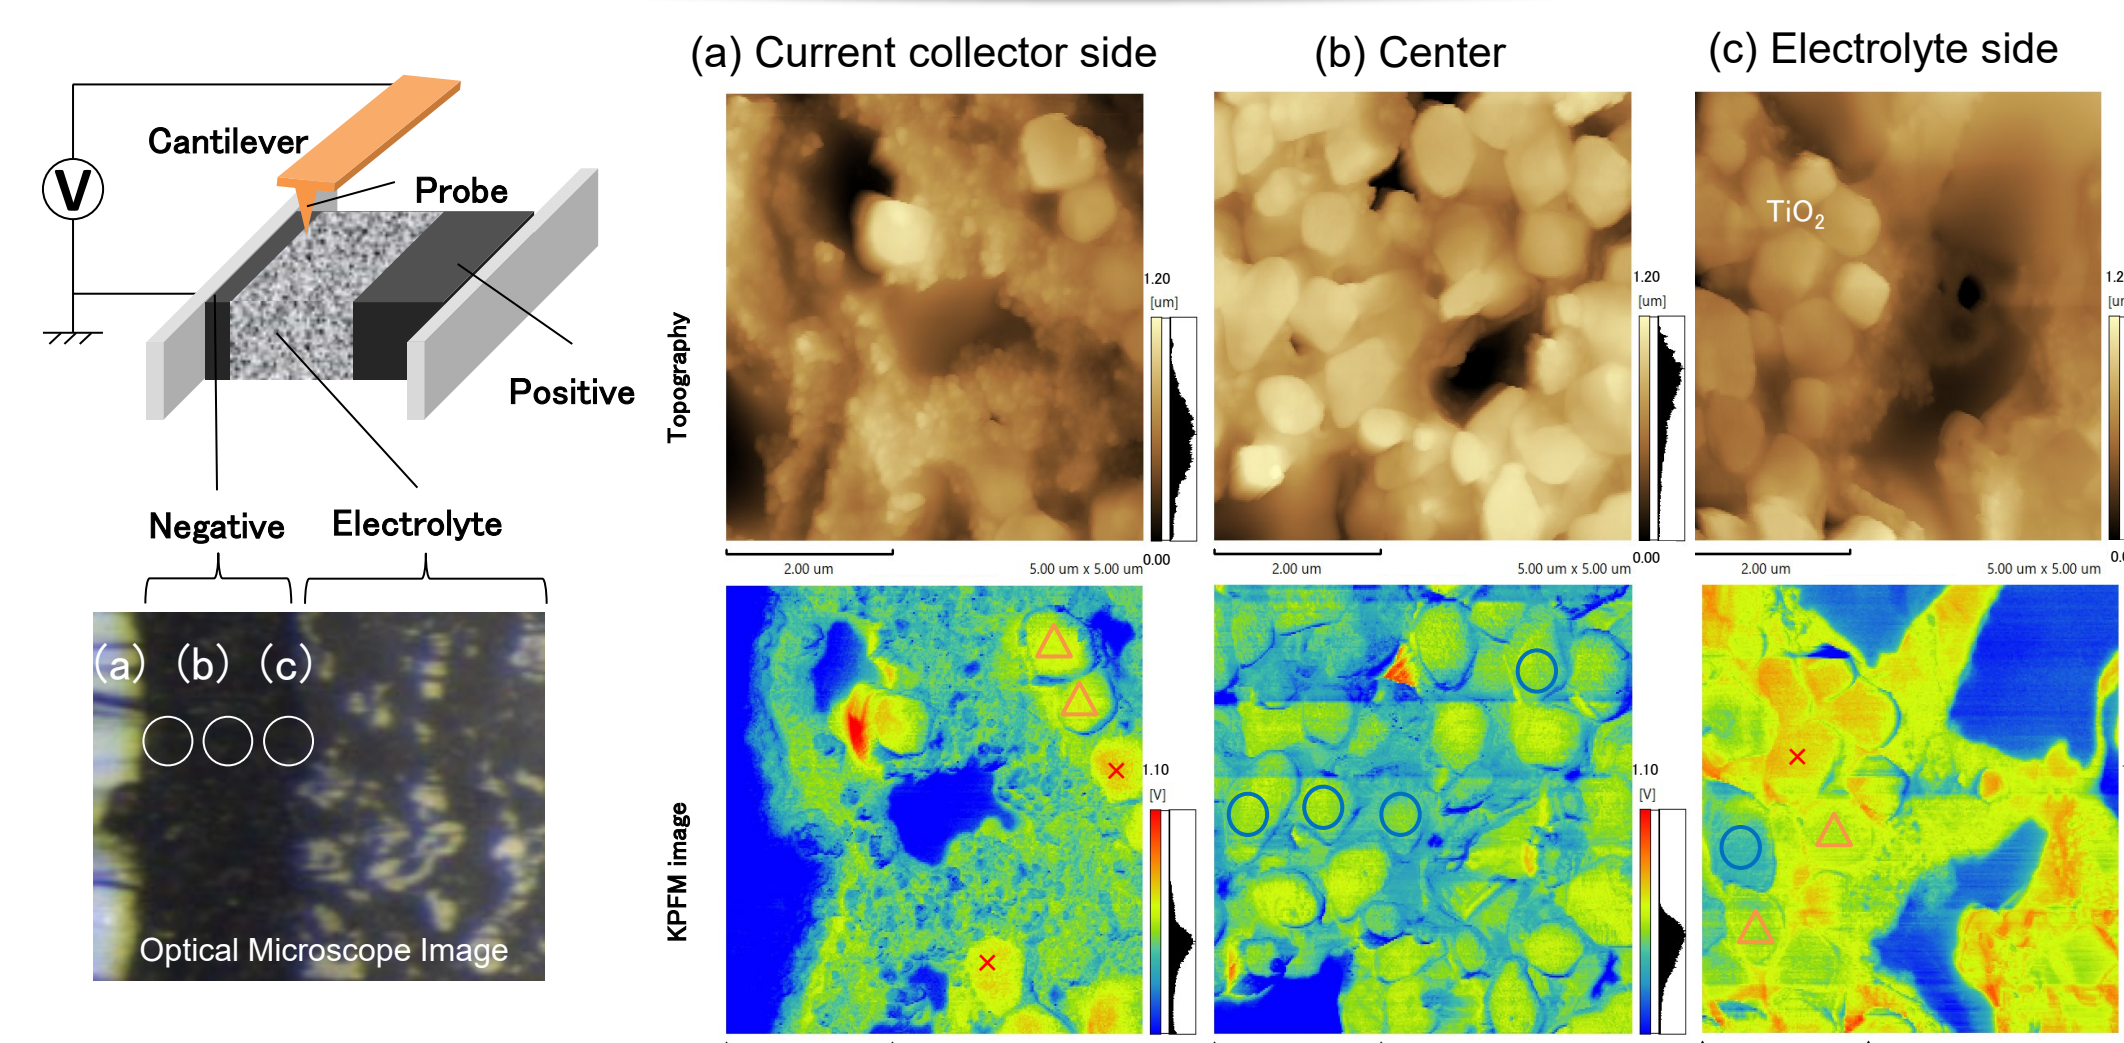 (a) Current collector side
(b) Center
(c) Electrolyte side
Cantilever
V
Probe
Positive
Negative
Electrolyte
(a) (b) (c)
Optical Microscope Image
Topography
TiO2
1.20
[um]
0.00
2.00 um
5.00 um x 5.00 um
1.20
[um]
0.00
2.00 um
5.00 um x 5.00 um
2.00 um
5.00 um x 5.00 um
KPFM image
1.10
[V]
1.10
[V]